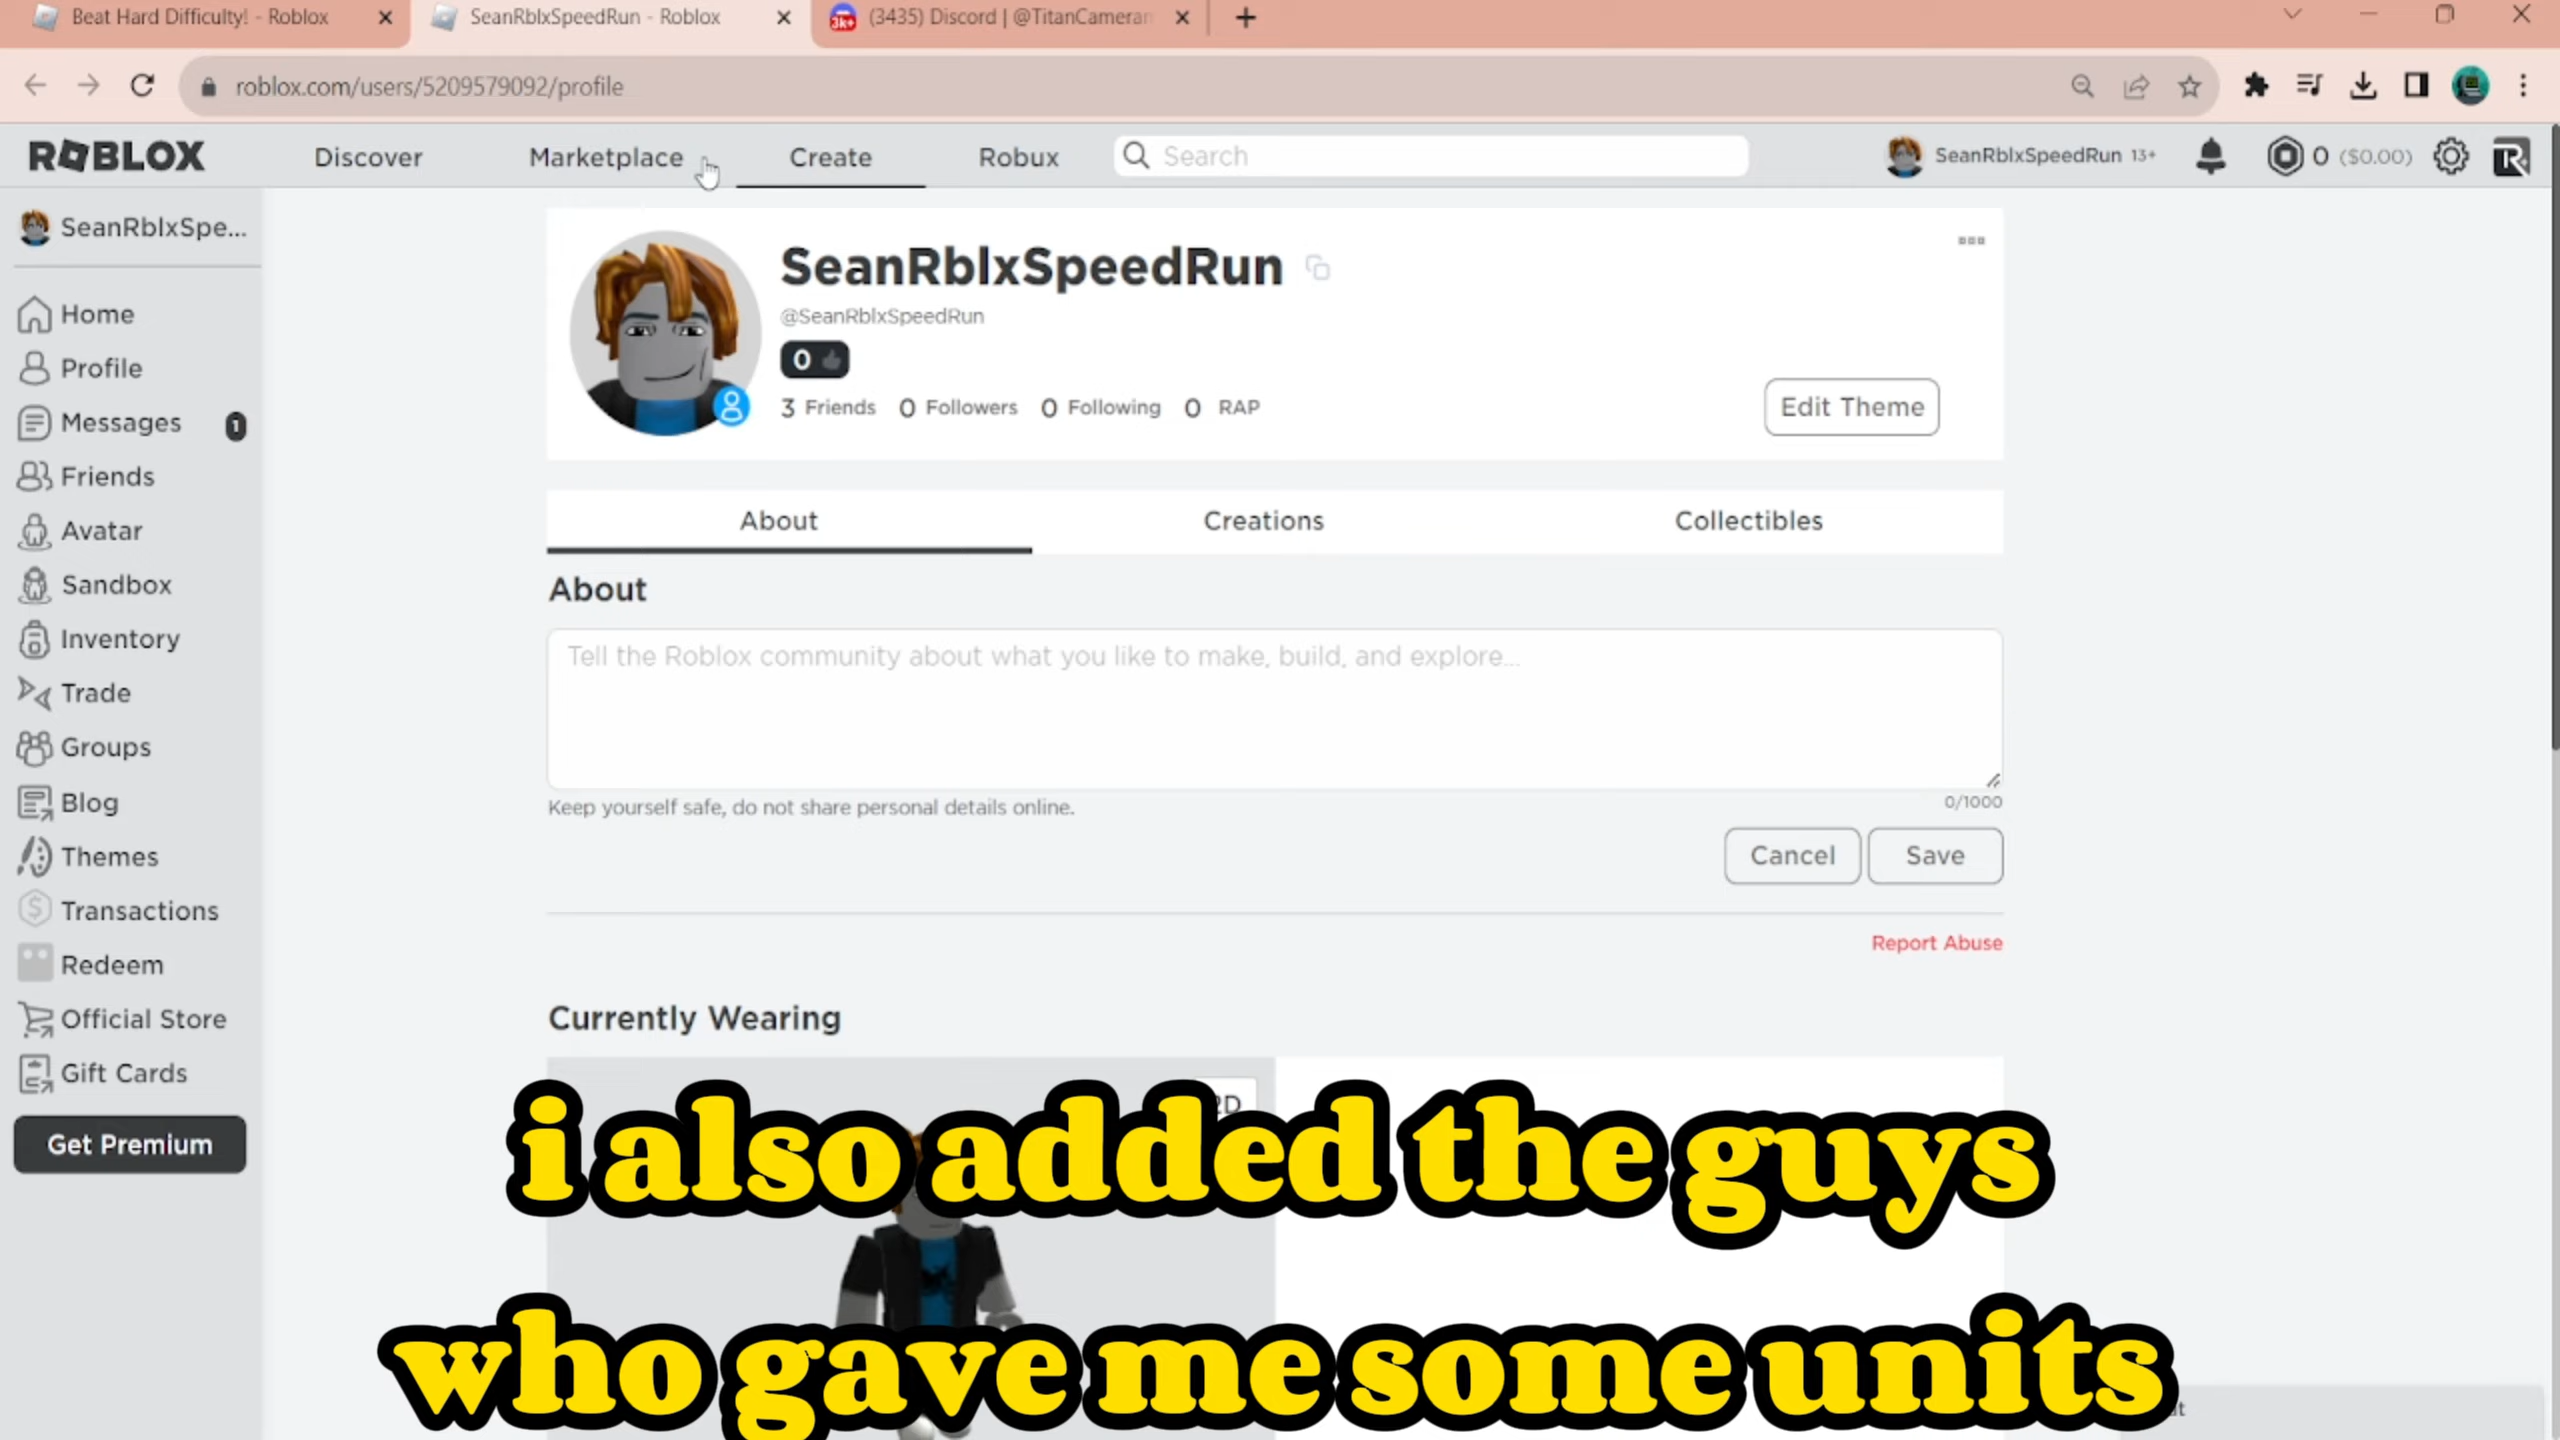 Beat Hard Difficulty! - Roblox
SeanRblxSpeedRun - Roblox
3k+
(3435) Discord | @TitanCameran
roblox.com/users/5209579092/profile
ROBLOX
Discover
Marketplace
Create
Robux
Search
SeanRblxSpeedRun 13+
0 ($0.00)
SeanRblxSpe...
Home
Profile
Messages 1
Friends
Avatar
Sandbox
Inventory
Trade
Groups
Blog
Themes
Transactions
Redeem
Official Store
Gift Cards
Get Premium
SeanRblxSpeedRun
@SeanRblxSpeedRun
0
3 Friends 0 Followers 0 Following 0 RAP
Edit Theme
About
Creations
Collectibles
About
Tell the Roblox community about what you like to make, build, and explore...
Keep yourself safe, do not share personal details online.
0/1000
Cancel
Save
Report Abuse
Currently Wearing
i also added the guys
who gave me some units